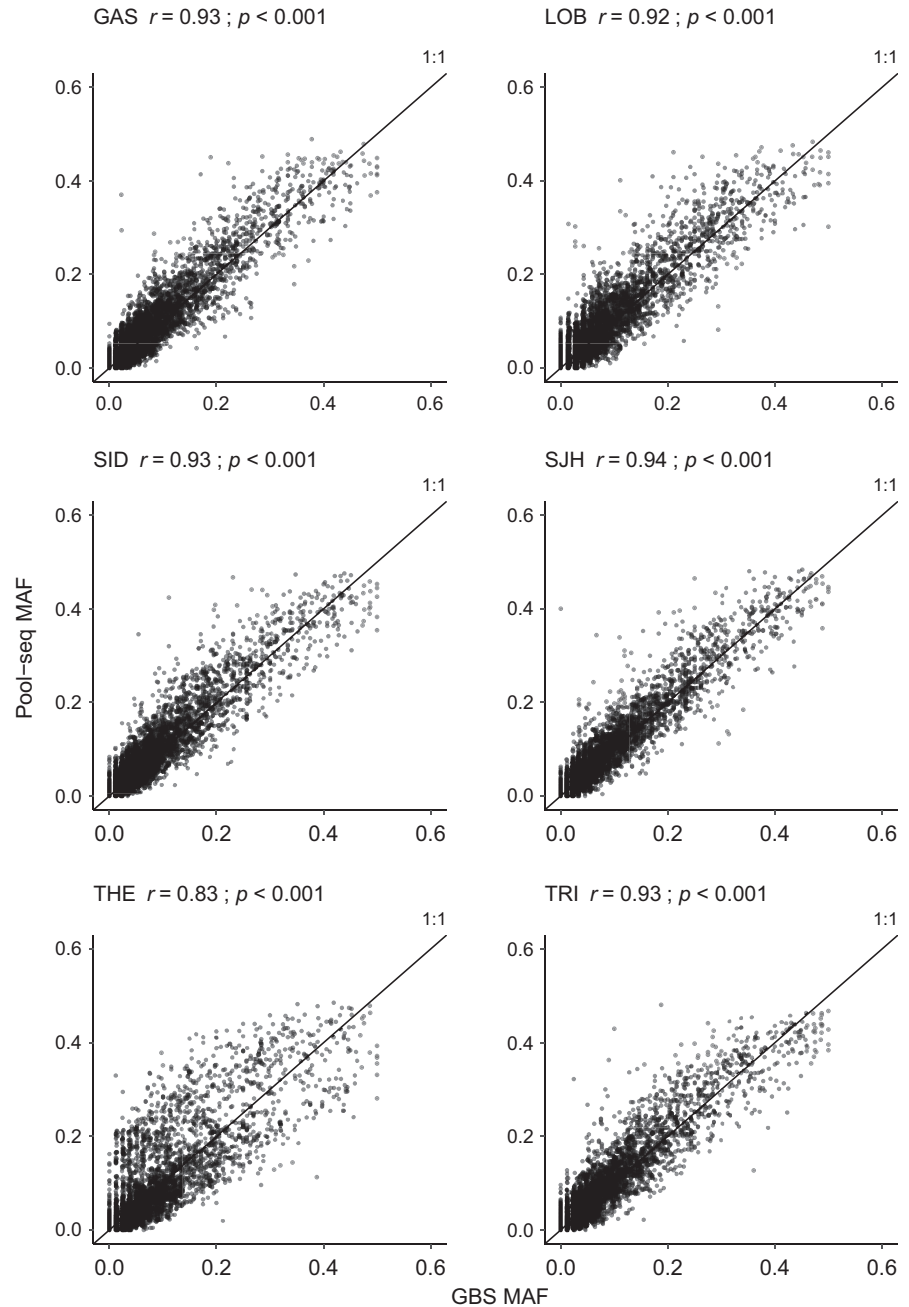 GAS r = 0.93 ; p < 0.001
1:1
0.6
0.4
0.2
0.0
0.0 0.2 0.4 0.6
LOB r = 0.92 ; p < 0.001
1:1
0.6
0.4
0.2
0.0
0.0 0.2 0.4 0.6
SID r = 0.93 ; p < 0.001
1:1
0.6
0.4
0.2
0.0
0.0 0.2 0.4 0.6
SJH r = 0.94 ; p < 0.001
1:1
0.6
0.4
0.2
0.0
0.0 0.2 0.4 0.6
Pool−seq MAF
THE r = 0.83 ; p < 0.001
1:1
0.6
0.4
0.2
0.0
0.0 0.2 0.4 0.6
TRI r = 0.93 ; p < 0.001
1:1
0.6
0.4
0.2
0.0
0.0 0.2 0.4 0.6
GBS MAF